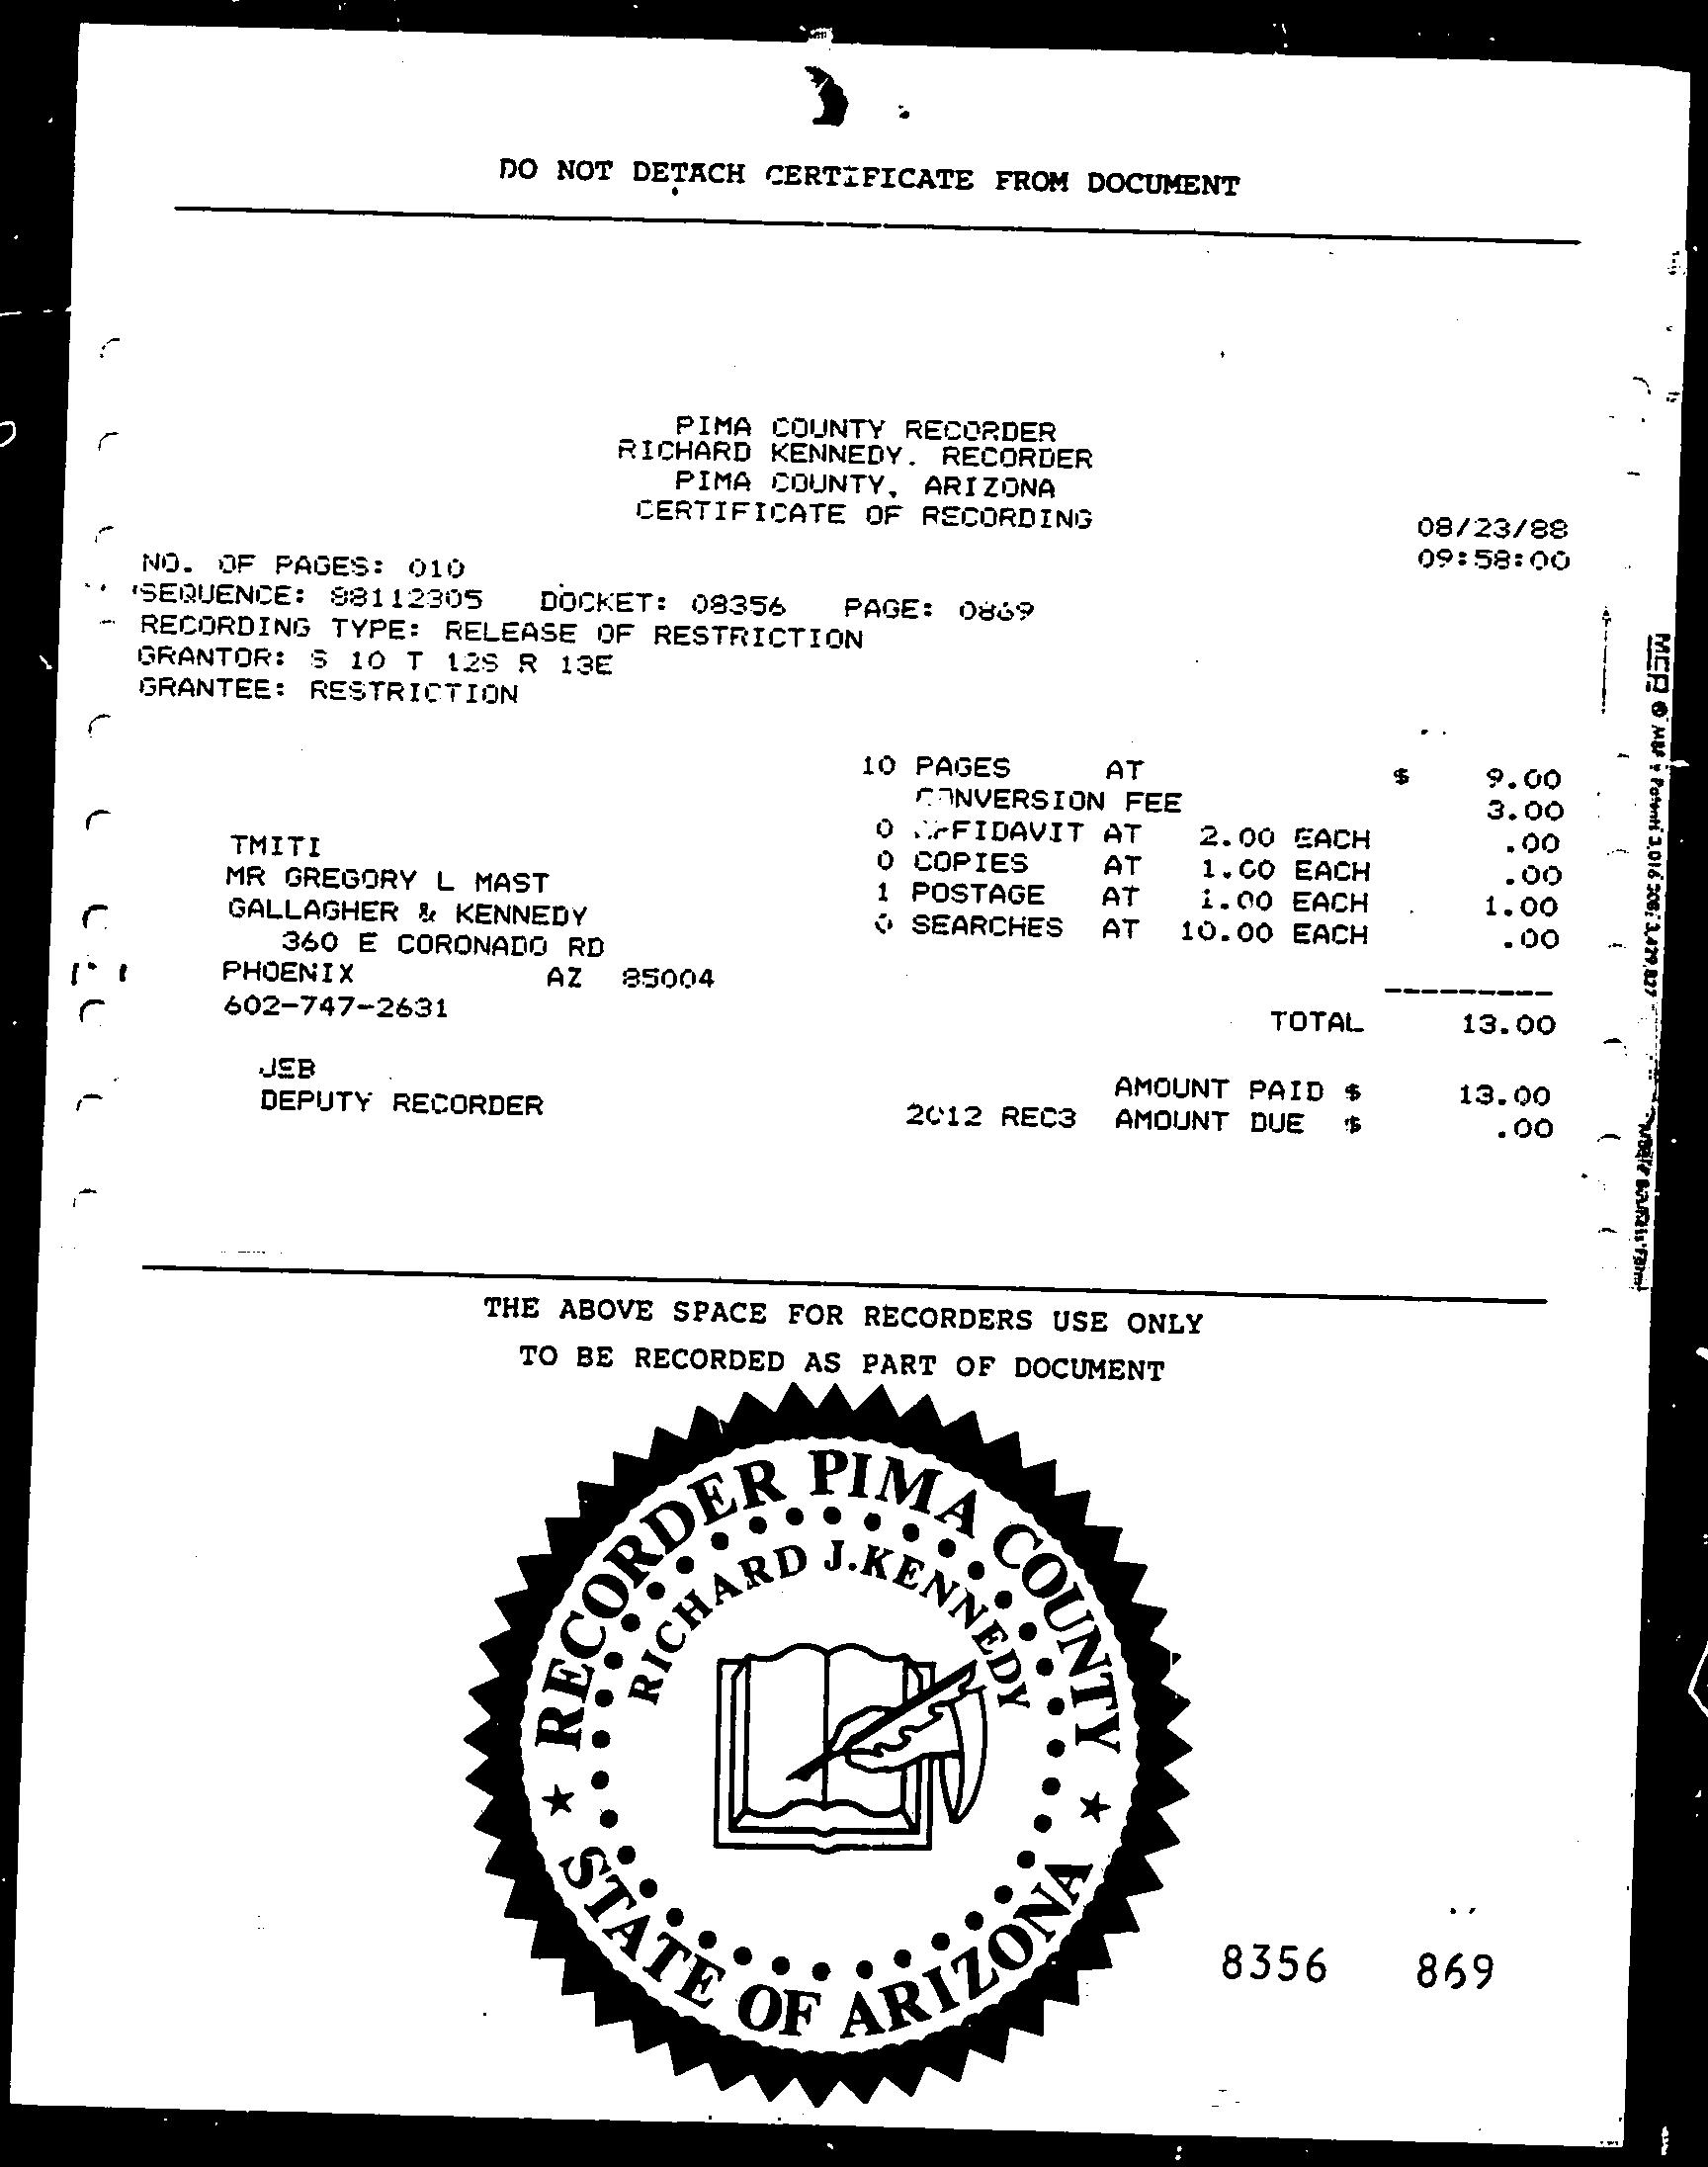 DO NOT DETACH CERTIFICATE FROM DOCUMENT
PIMA COUNTY RECORDER
RICHARD KENNEDY. RECORDER
PIMA COUNTY, ARIZONA
CERTIFICATE OF RECORDING
08/23/88
09:58:00
NO. OF PAGES: 010
SEQUENCE: 88112305 DOCKET: 08356 PAGE: 0869
RECORDING TYPE: RELEASE OF RESTRICTION
GRANTOR: S 10 T 12S R 13E
GRANTEE: RESTRICTION
10 PAGES AT $ 9.00
CONVERSION FEE 3.00
0 AFFIDAVIT AT 2.00 EACH .00
0 COPIES AT 1.00 EACH .00
1 POSTAGE AT 1.00 EACH 1.00
0 SEARCHES AT 10.00 EACH .00
TMITI
MR GREGORY L MAST
GALLAGHER & KENNEDY
360 E CORONADO RD
PHOENIX AZ 85004
602-747-2631
TOTAL 13.00
JEB
DEPUTY RECORDER
AMOUNT PAID $ 13.00
2012 REC3 AMOUNT DUE $ .00
THE ABOVE SPACE FOR RECORDERS USE ONLY
TO BE RECORDED AS PART OF DOCUMENT
RECORDER PIMA COUNTY
RICHARD J.KENNEDY
★ STATE OF ARIZONA ★
8356 869